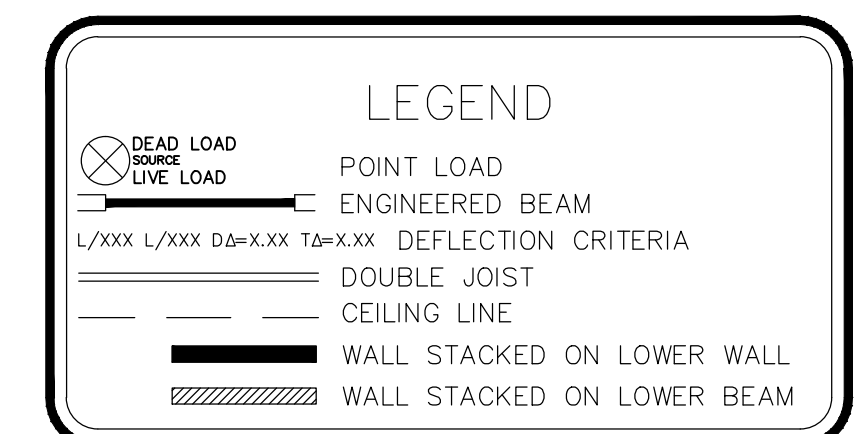 LEGEND
DEAD LOAD
SOURCE
LIVE LOAD
POINT LOAD
ENGINEERED BEAM
L/XXX L/XXX DΔ=X.XX TΔ=X.XX DEFLECTION CRITERIA
DOUBLE JOIST
CEILING LINE
WALL STACKED ON LOWER WALL
WALL STACKED ON LOWER BEAM